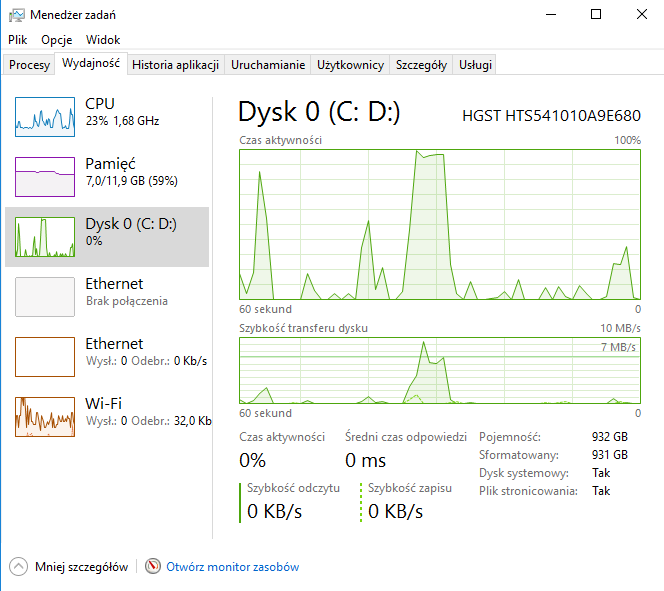 Menedżer zadań
Plik Opcje Widok
Procesy Wydajność Historia aplikacji Uruchamianie Użytkownicy Szczegóły Usługi
CPU
23% 1,68 GHz
Pamięć
7,0/11,9 GB (59%)
Dysk 0 (C: D:)
0%
Ethernet
Brak połączenia
Ethernet
Wysł.: 0 Odebr.: 0 Kb/s
Wi-Fi
Wysł.: 0 Odebr.: 32,0 Kb
Dysk 0 (C: D:) HGST HTS541010A9E680
Czas aktywności 100%
60 sekund 0
Szybkość transferu dysku 10 MB/s
7 MB/s
60 sekund 0
Czas aktywności
0%
Średni czas odpowiedzi
0 ms
Szybkość odczytu
0 KB/s
Szybkość zapisu
0 KB/s
Pojemność: 932 GB
Sformatowany: 931 GB
Dysk systemowy: Tak
Plik stronicowania: Tak
Mniej szczegółów Otwórz monitor zasobów